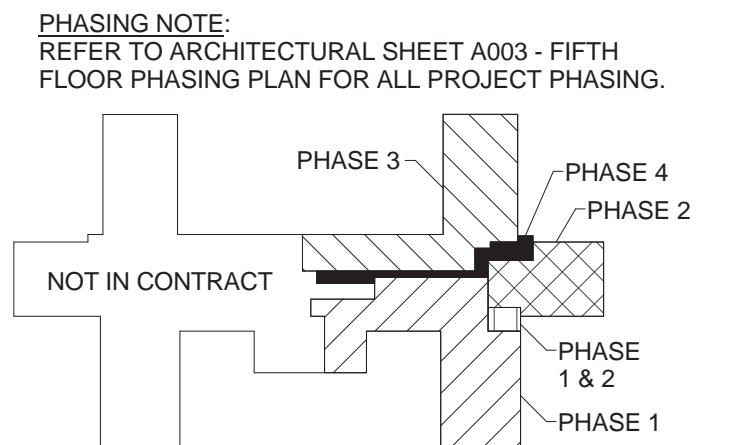 PHASING NOTE:
REFER TO ARCHITECTURAL SHEET A003 - FIFTH
FLOOR PHASING PLAN FOR ALL PROJECT PHASING.
PHASE 3
PHASE 4
PHASE 2
NOT IN CONTRACT
PHASE
1 & 2
PHASE 1